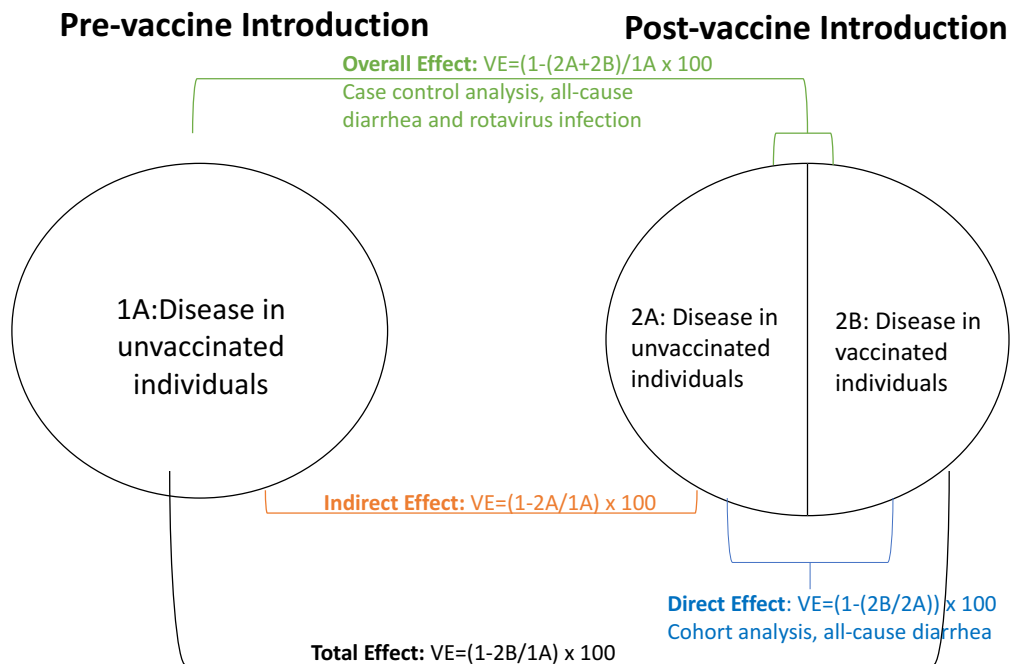 Pre-vaccine Introduction
Post-vaccine Introduction
Overall Effect: VE=(1-(2A+2B)/1A x 100
Case control analysis, all-cause
diarrhea and rotavirus infection
1A:Disease in
unvaccinated
individuals
2A: Disease in
unvaccinated
individuals
2B: Disease in
vaccinated
individuals
Indirect Effect: VE=(1-2A/1A) x 100
Direct Effect: VE=(1-(2B/2A)) x 100
Cohort analysis, all-cause diarrhea
Total Effect: VE=(1-2B/1A) x 100